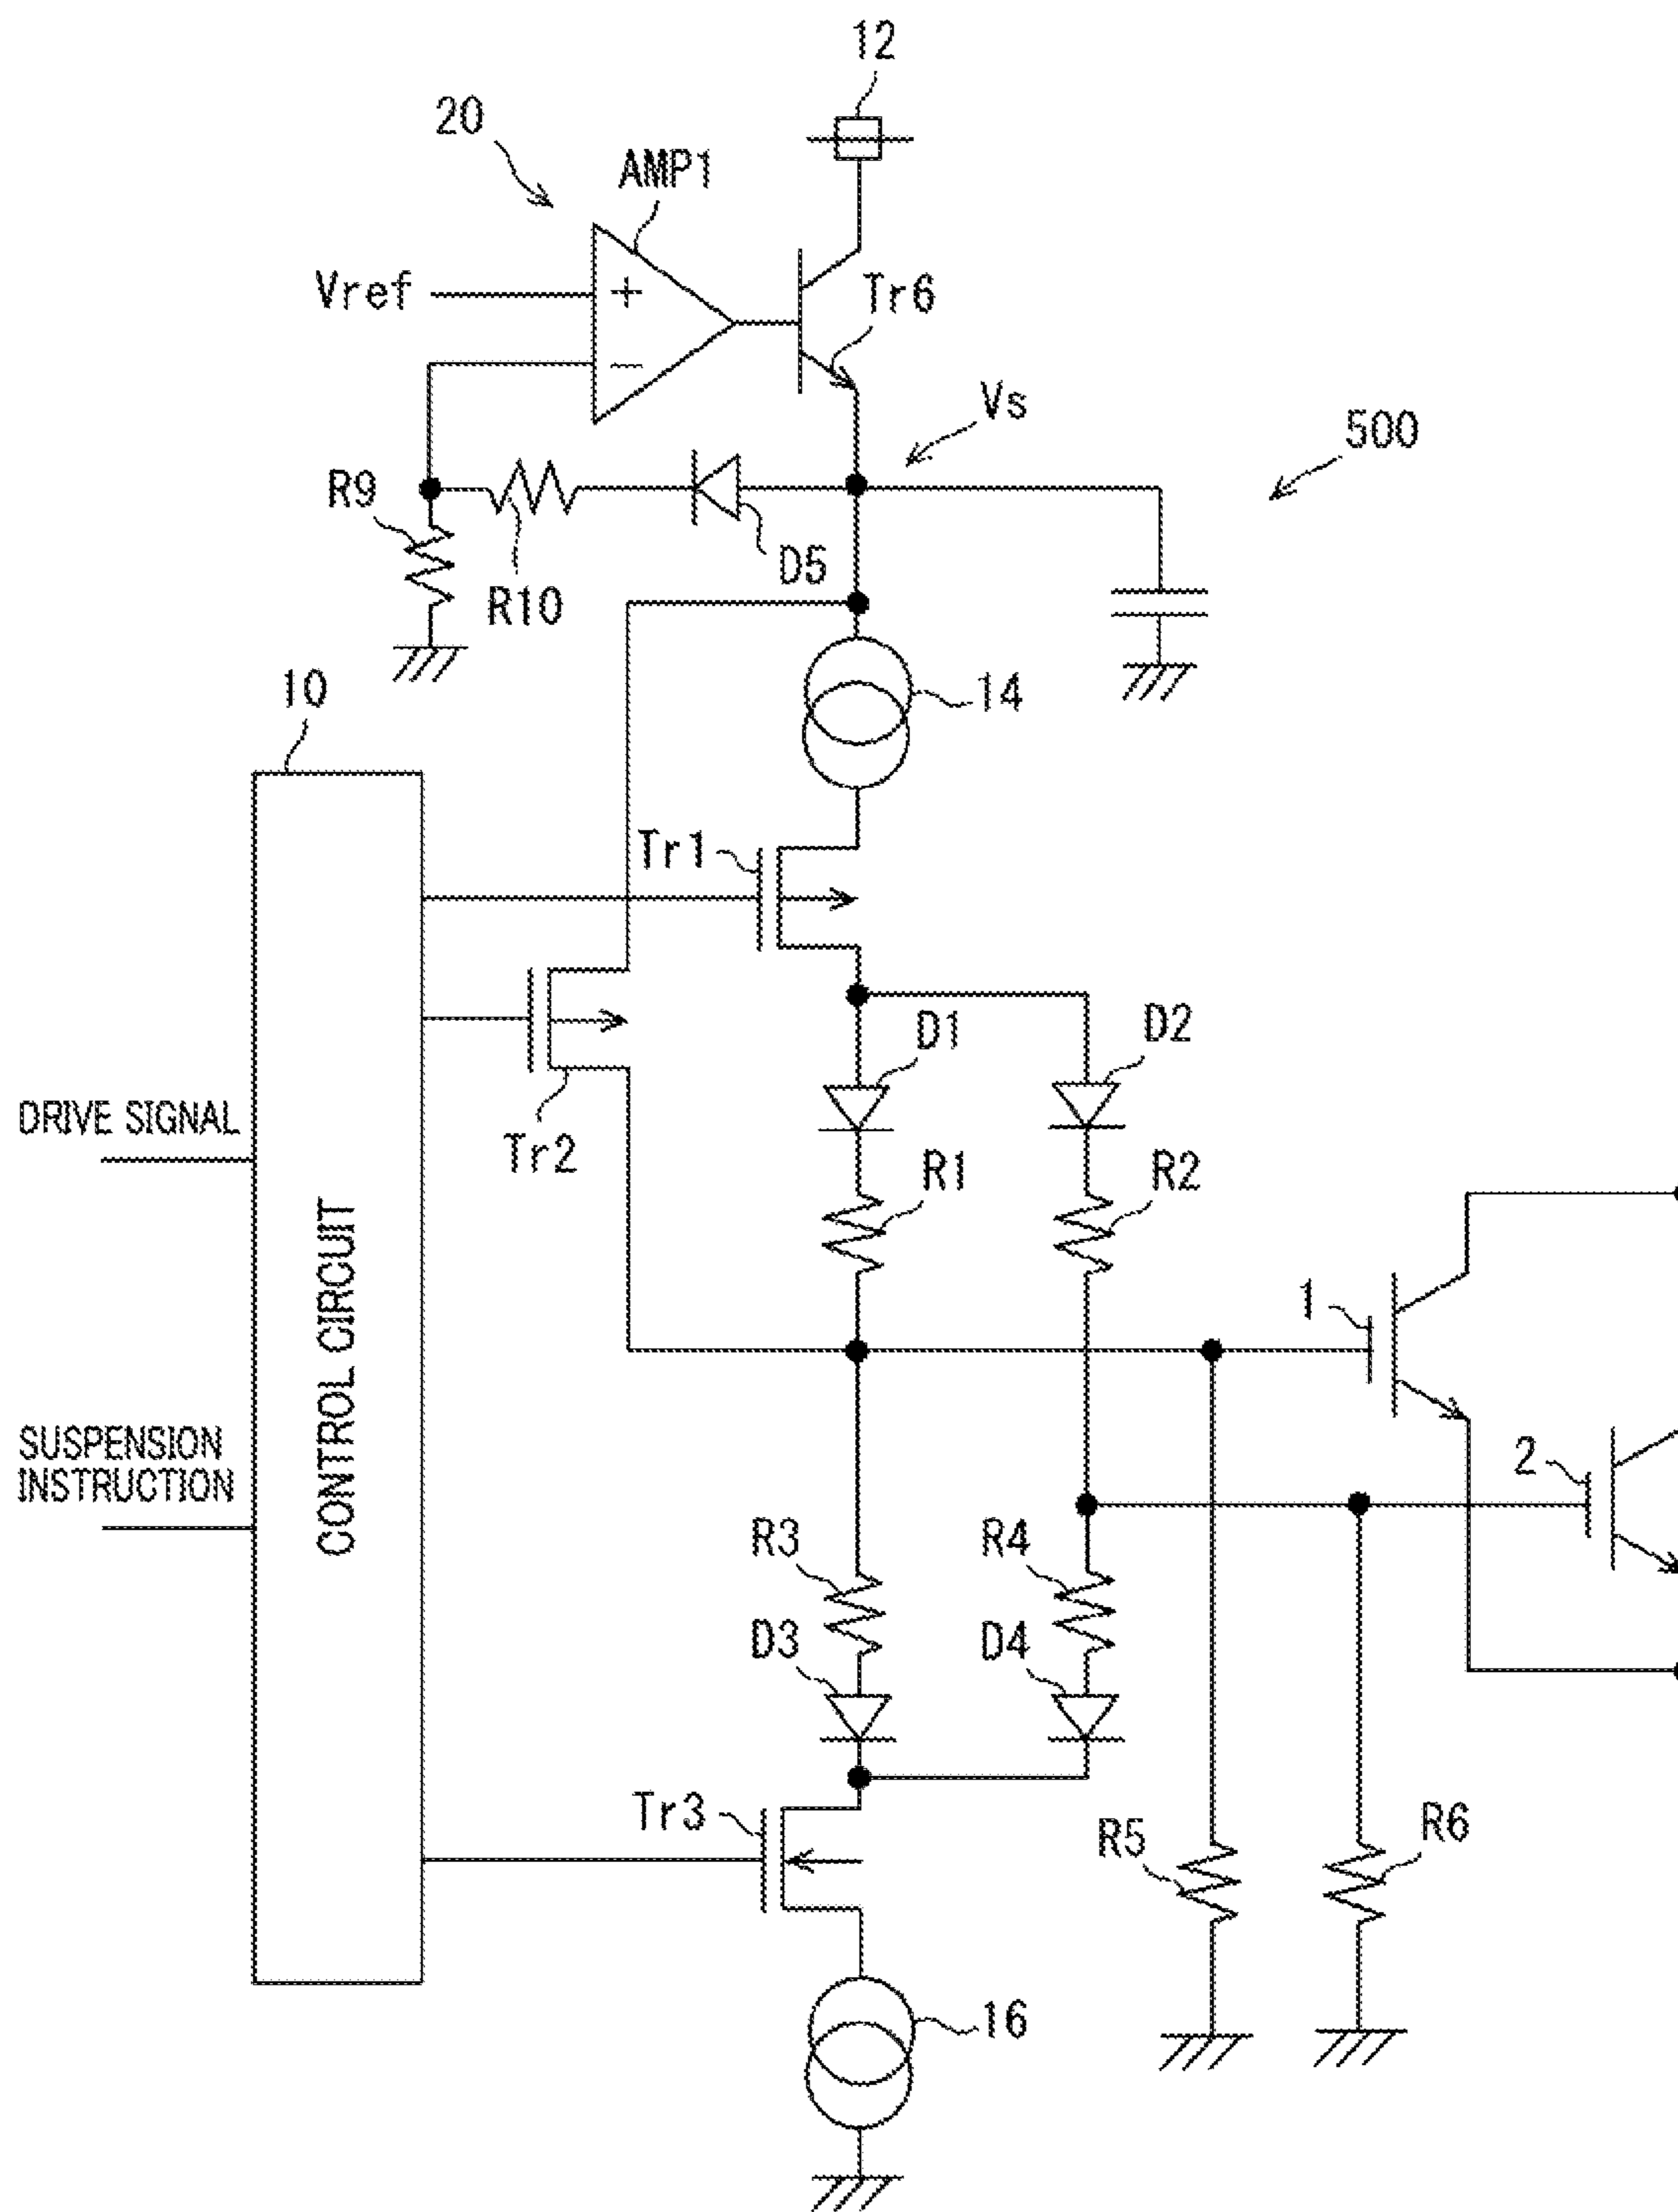 12
20
AMP1
Vref
+
Tr6
−
Vs
500
R9
D5
R10
10
14
Tr1
D1
D2
DRIVE SIGNAL
Tr2
R1
R2
CONTROL CIRCUIT
1
SUSPENSION
INSTRUCTION
2
R3
R4
D3
D4
Tr3
R5
R6
16